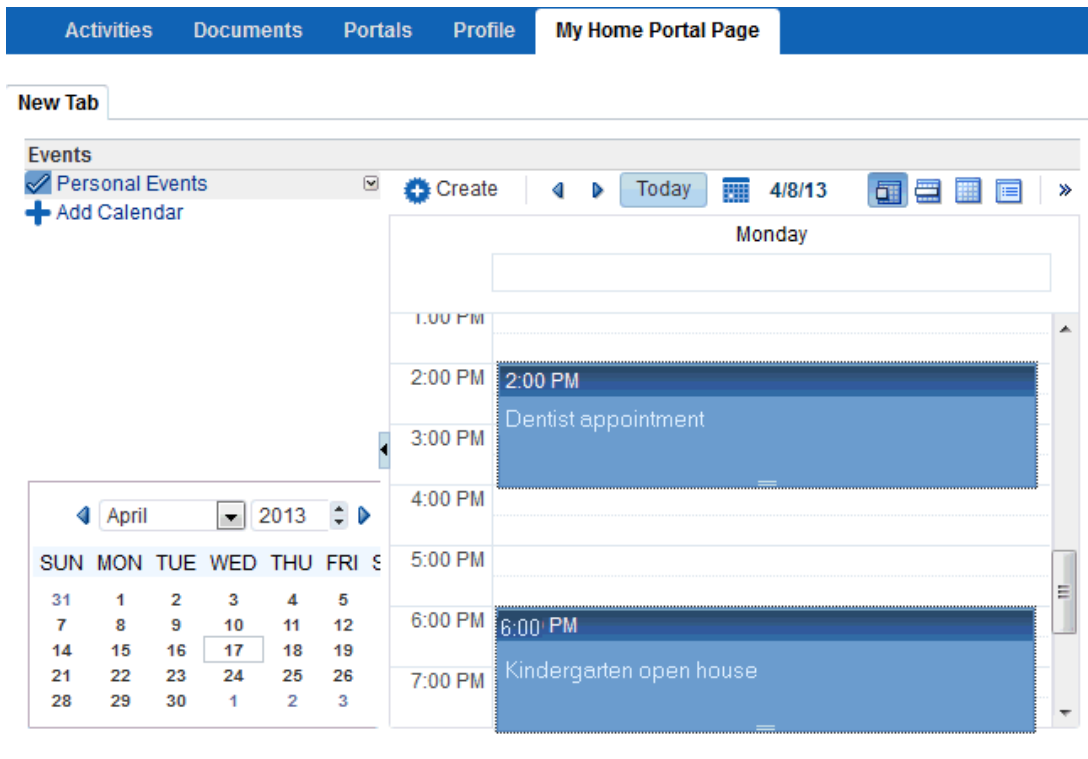 Activities Documents Portals Profile My Home Portal Page
New Tab
Events
Personal Events
Add Calendar
Create Today 4/8/13 »
Monday
1:00 PM
2:00 PM 2:00 PM
Dentist appointment
3:00 PM
4:00 PM
5:00 PM
6:00 PM 6:00 PM
Kindergarten open house
7:00 PM
April 2013
SUN MON TUE WED THU FRI S
31 1 2 3 4 5
7 8 9 10 11 12
14 15 16 17 18 19
21 22 23 24 25 26
28 29 30 1 2 3